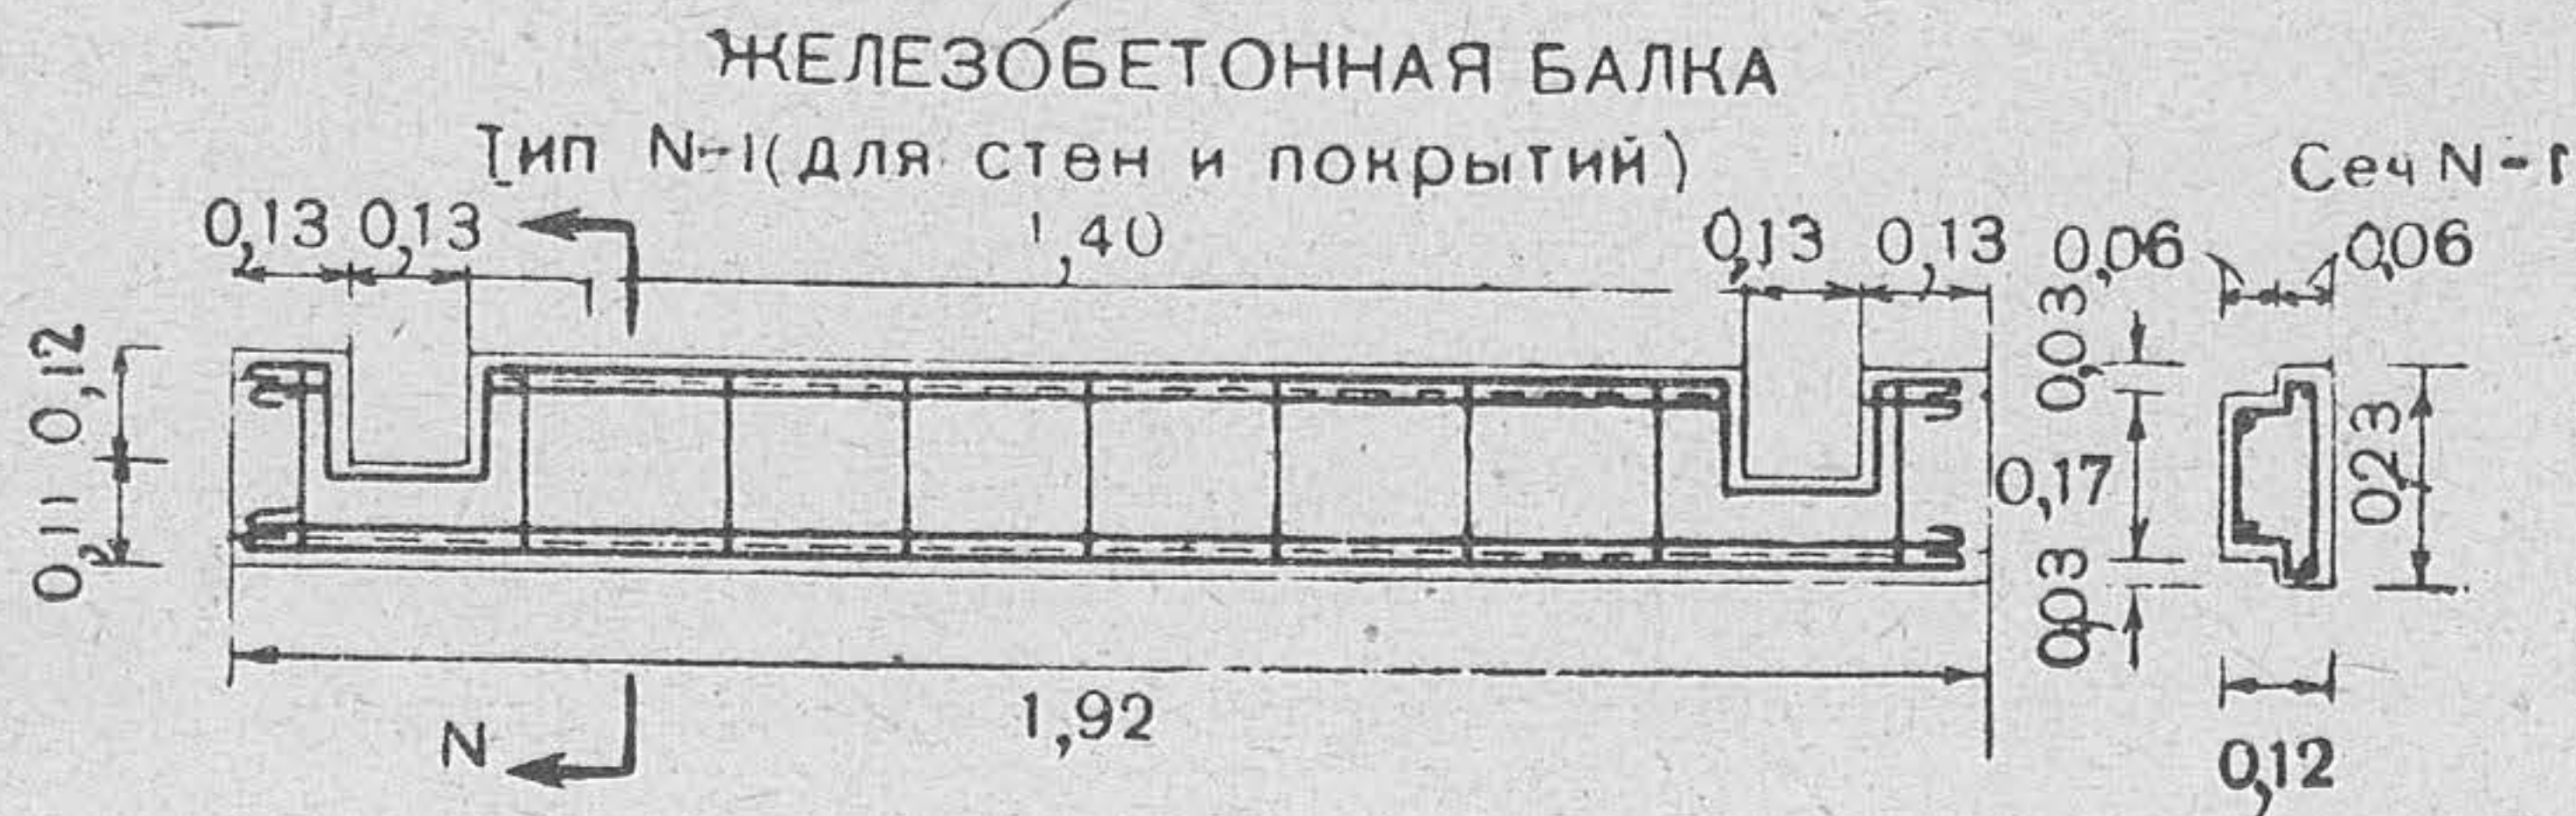 ЖЕЛЕЗОБЕТОННАЯ БАЛКА
Тип N-I (для стен и покрытий)
Сеч N-I
0,13 0,13 1,40 0,13 0,13 0,06 0,06
0,12
0,11
0,03
0,17
0,03
0,23
1,92
N
0,12